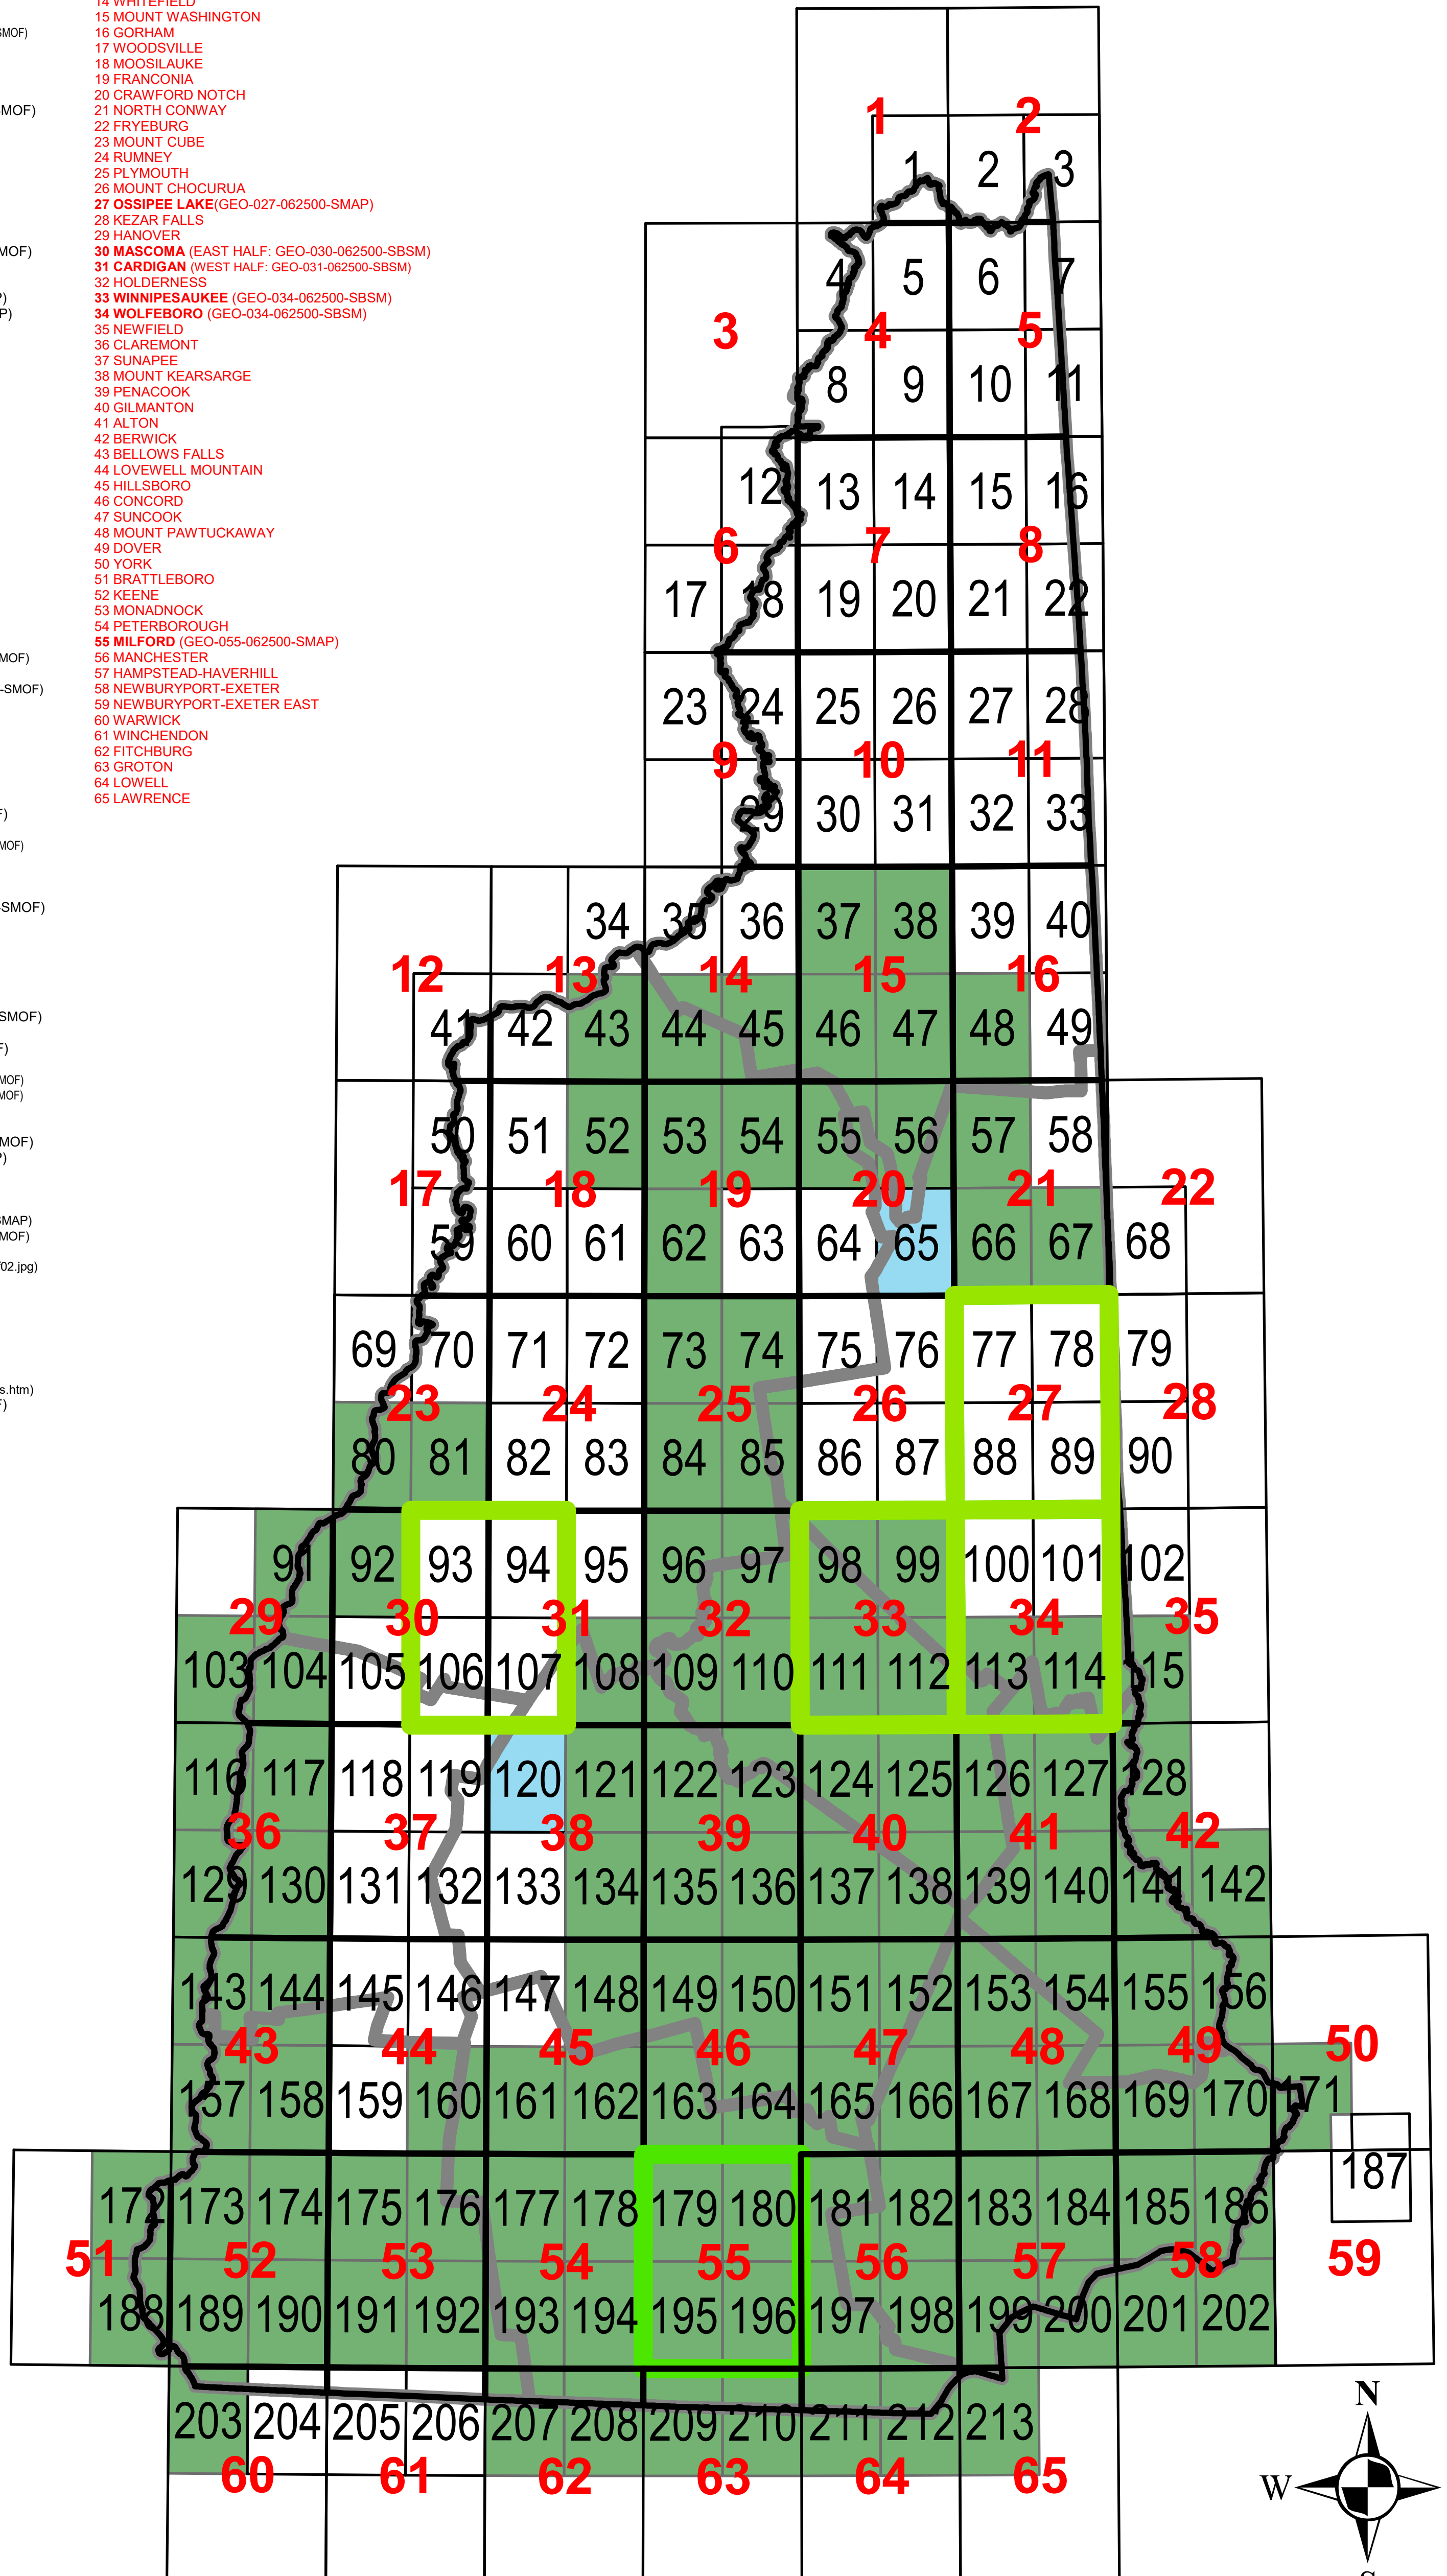 14 WHITEFIELD
15 MOUNT WASHINGTON
SMOF)
16 GORHAM
17 WOODSVILLE
18 MOOSILAUKE
19 FRANCONIA
20 CRAWFORD NOTCH
SMOF)
21 NORTH CONWAY
22 FRYEBURG
23 MOUNT CUBE
24 RUMNEY
25 PLYMOUTH
26 MOUNT CHOCURUA
27 OSSIPEE LAKE(GEO-027-062500-SMAP)
28 KEZAR FALLS
29 HANOVER
MOF)
30 MASCOMA (EAST HALF: GEO-030-062500-SBSM)
31 CARDIGAN (WEST HALF: GEO-031-062500-SBSM)
32 HOLDERNESS
P)
33 WINNIPESAUKEE (GEO-034-062500-SBSM)
P)
34 WOLFEBORO (GEO-034-062500-SBSM)
35 NEWFIELD
36 CLAREMONT
37 SUNAPEE
38 MOUNT KEARSARGE
39 PENACOOK
40 GILMANTON
41 ALTON
42 BERWICK
43 BELLOWS FALLS
44 LOVEWELL MOUNTAIN
45 HILLSBORO
46 CONCORD
47 SUNCOOK
48 MOUNT PAWTUCKAWAY
49 DOVER
50 YORK
51 BRATTLEBORO
52 KEENE
53 MONADNOCK
54 PETERBOROUGH
55 MILFORD (GEO-055-062500-SMAP)
MOF)
56 MANCHESTER
57 HAMPSTEAD-HAVERHILL
-SMOF)
58 NEWBURYPORT-EXETER
59 NEWBURYPORT-EXETER EAST
60 WARWICK
61 WINCHENDON
62 FITCHBURG
63 GROTON
64 LOWELL
65 LAWRENCE
F)
MOF)
SMOF)
SMOF)
F)
MOF)
MOF)
MOF)
P)
SMAP)
MOF)
f02.jpg)
s.htm)
F)
1 2
1 2 3
4 5 6 7
3 4 5
8 9 10 11
12 13 14 15 16
6 7 8
17 18 19 20 21 22
23 24 25 26 27 28
9 10 11
29 30 31 32 33
34 35 36 37 38 39 40
12 13 14 15 16
41 42 43 44 45 46 47 48 49
50 51 52 53 54 55 56 57 58
17 18 19 20 21 22
59 60 61 62 63 64 65 66 67 68
69 70 71 72 73 74 75 76 77 78 79
23 24 25 26 27 28
80 81 82 83 84 85 86 87 88 89 90
91 92 93 94 95 96 97 98 99 100 101 102
29 30 31 32 33 34 35
103 104 105 106 107 108 109 110 111 112 113 114 115
116 117 118 119 120 121 122 123 124 125 126 127 128
36 37 38 39 40 41 42
129 130 131 132 133 134 135 136 137 138 139 140 141 142
143 144 145 146 147 148 149 150 151 152 153 154 155 156
43 44 45 46 47 48 49 50
157 158 159 160 161 162 163 164 165 166 167 168 169 170 171
187
172 173 174 175 176 177 178 179 180 181 182 183 184 185 186
51 52 53 54 55 56 57 58 59
188 189 190 191 192 193 194 195 196 197 198 199 200 201 202
203 204 205 206 207 208 209 210 211 212 213
60 61 62 63 64 65
N
W